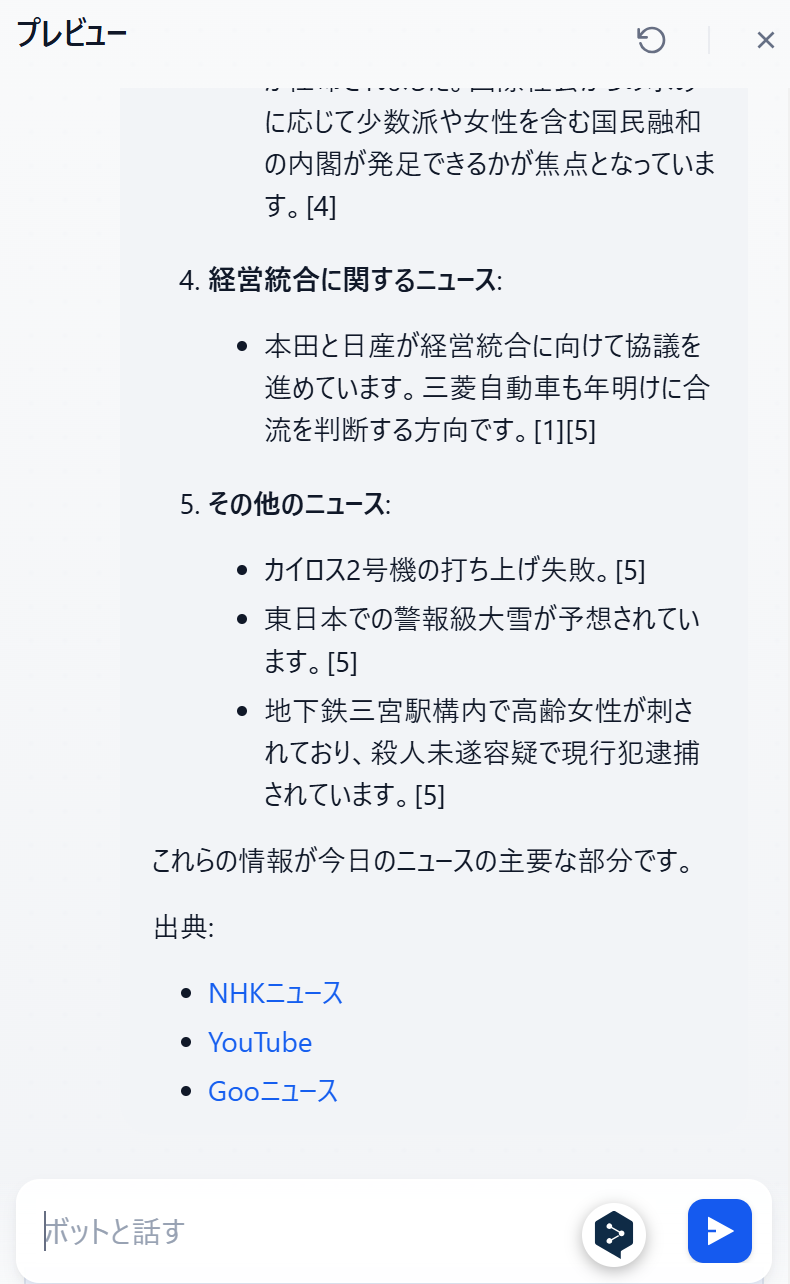 プレビュー
に応じて少数派や女性を含む国民融和
の内閣が発足できるかが焦点となっていま
す。[4]
4. 経営統合に関するニュース:
本田と日産が経営統合に向けて協議を
進めています。三菱自動車も年明けに合
流を判断する方向です。[1][5]
5. その他のニュース:
カイロス2号機の打ち上げ失敗。[5]
東日本での警報級大雪が予想されてい
ます。[5]
地下鉄三宮駅構内で高齢女性が刺さ
れており、殺人未遂容疑で現行犯逮捕
されています。[5]
これらの情報が今日のニュースの主要な部分です。
出典:
NHKニュース
YouTube
Gooニュース
ボットと話す